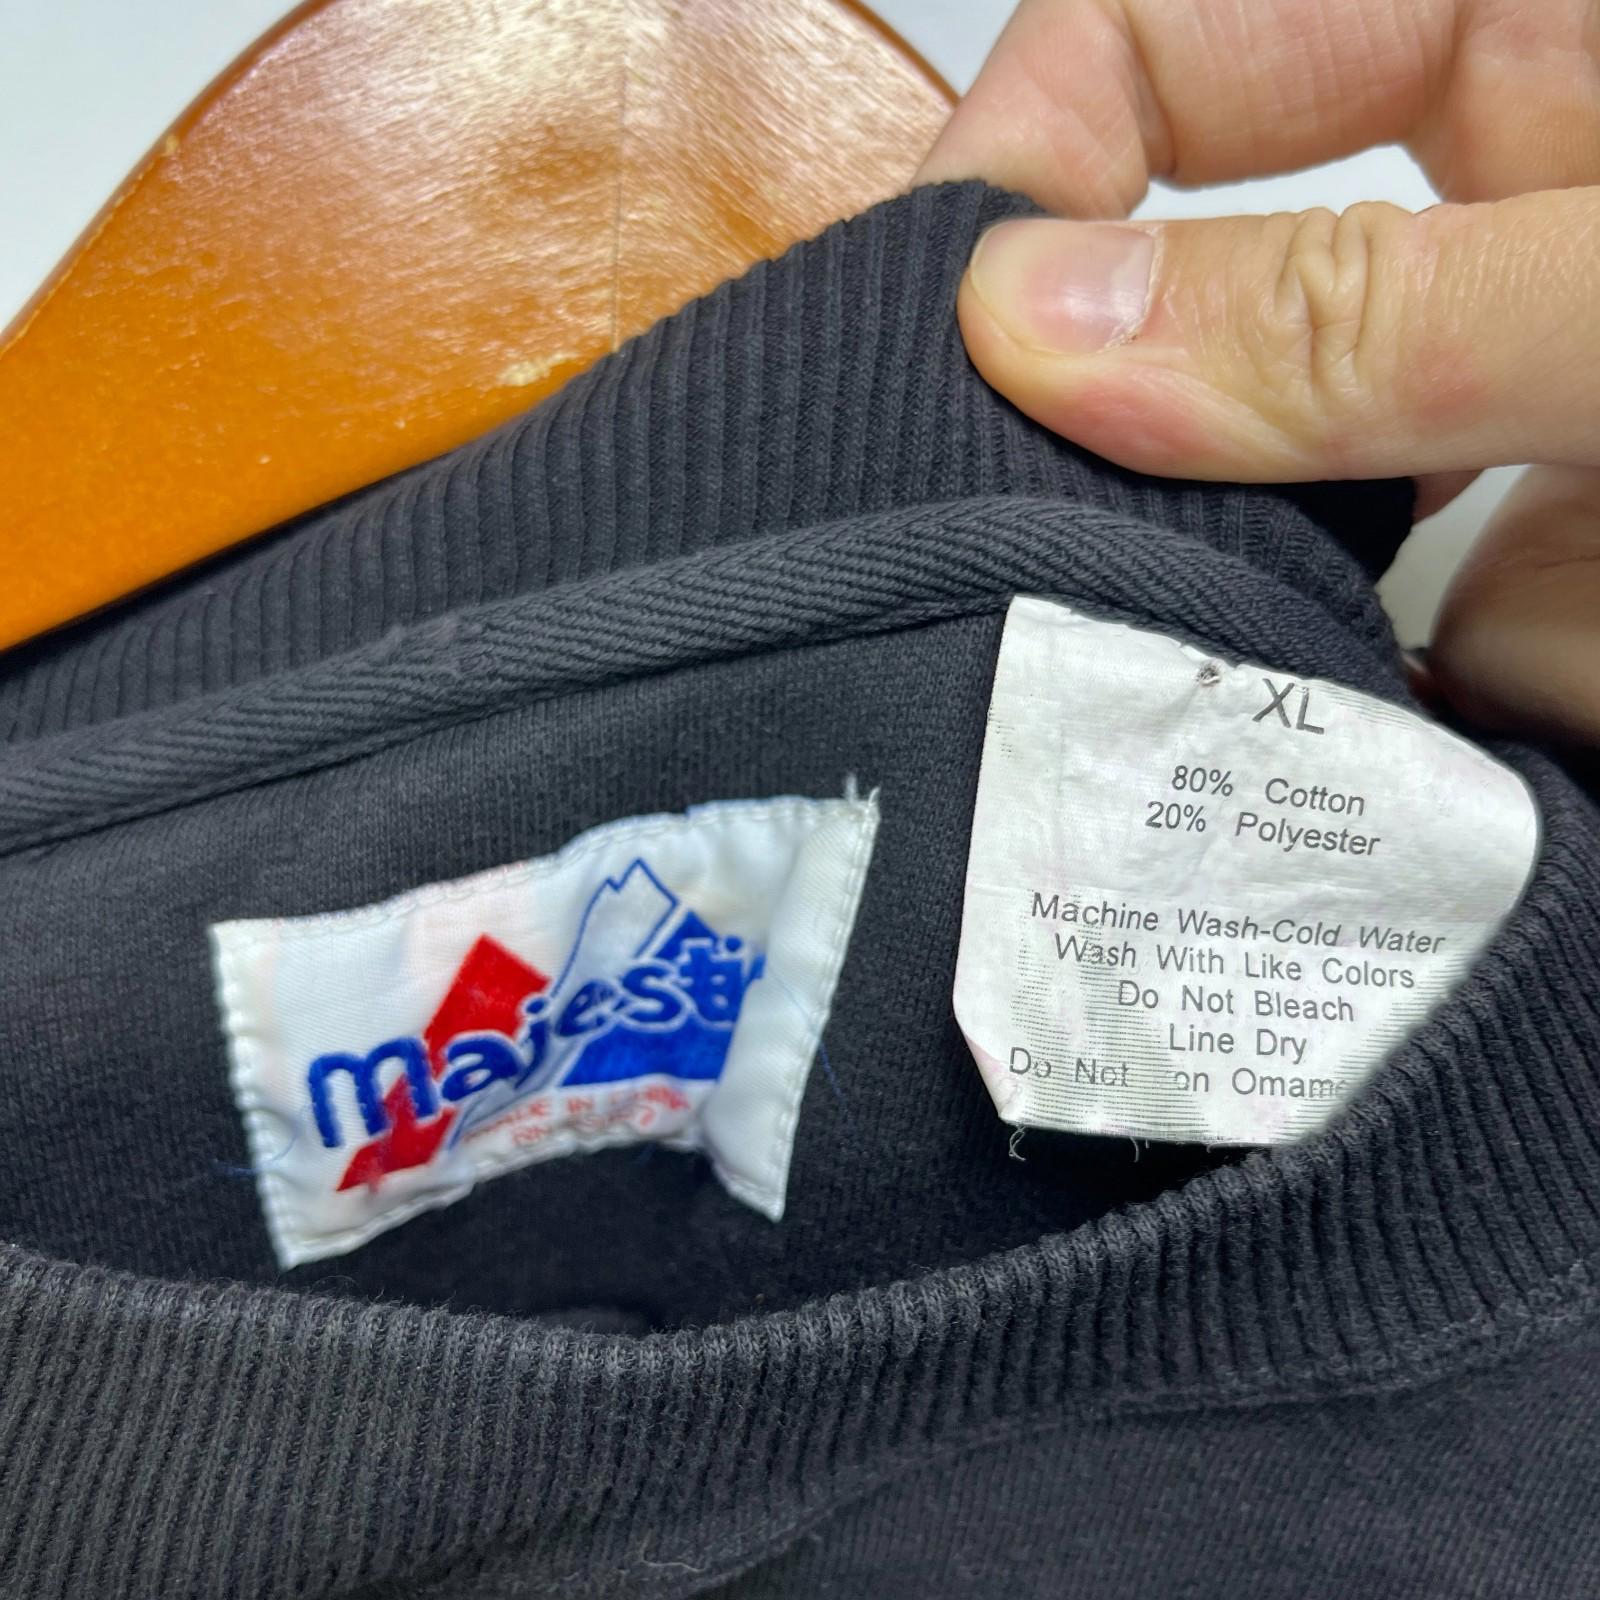 majestic
MADE IN CHINA
RN
XL
80% Cotton
20% Polyester
Machine Wash-Cold Water
Wash With Like Colors
Do Not Bleach
Line Dry
Do Not on Omame